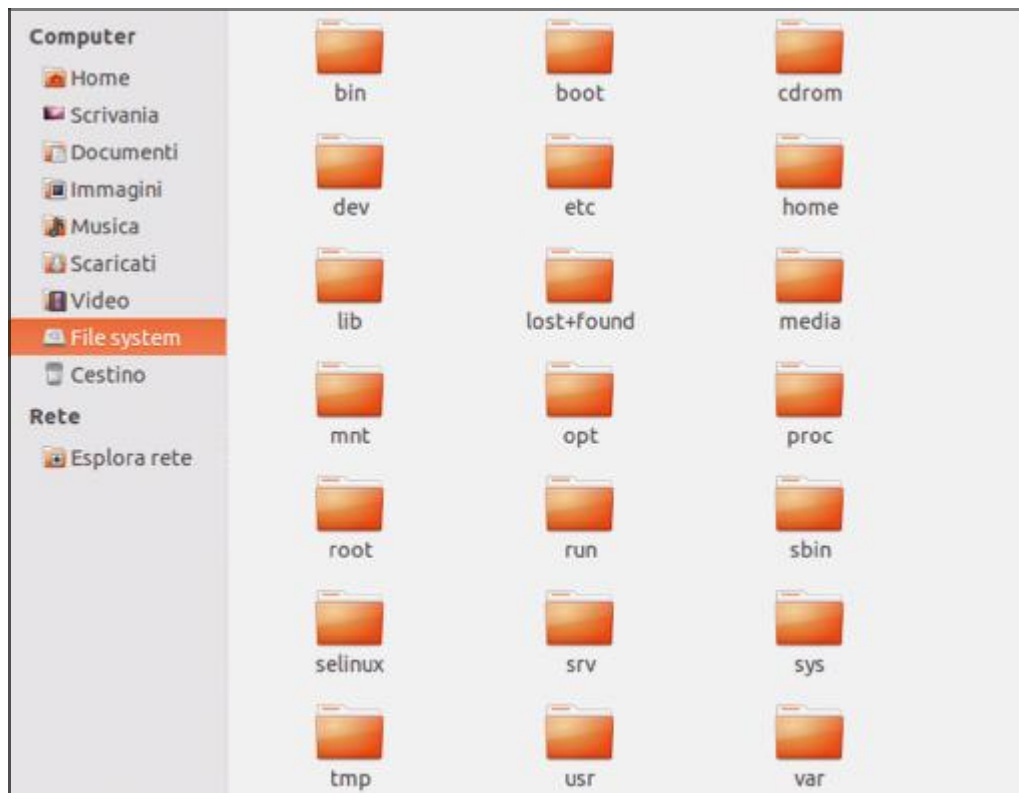 Computer
Home
Scrivania
Documenti
Immagini
Musica
Scaricati
Video
File system
Cestino
Rete
Esplora rete
bin boot cdrom
dev etc home
lib lost+found media
mnt opt proc
root run sbin
selinux srv sys
tmp usr var